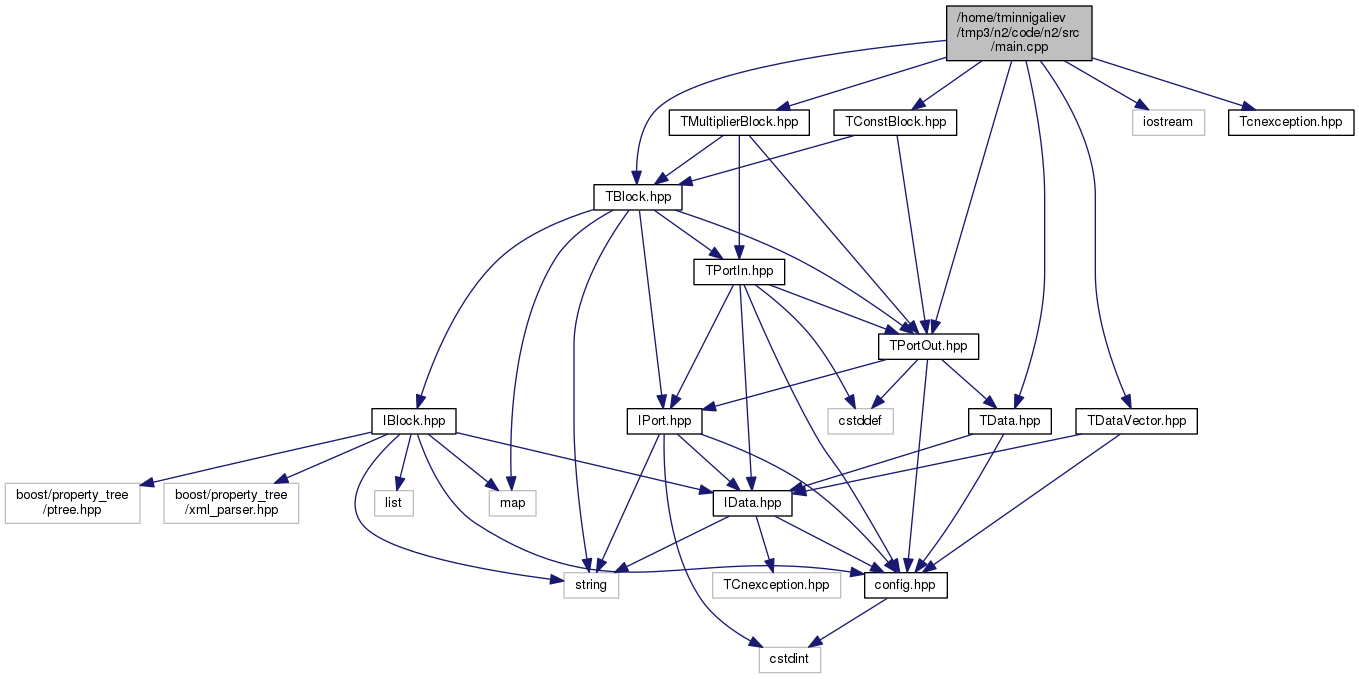 /home/tminnigaliev
/tmp3/n2/code/n2/src
/main.cpp
TMultiplierBlock.hpp
TConstBlock.hpp
iostream
Tcnexception.hpp
TBlock.hpp
TPortIn.hpp
TPortOut.hpp
IBlock.hpp
IPort.hpp
cstddef
TData.hpp
TDataVector.hpp
boost/property_tree
/ptree.hpp
boost/property_tree
/xml_parser.hpp
list
map
IData.hpp
string
TCnexception.hpp
config.hpp
cstdint